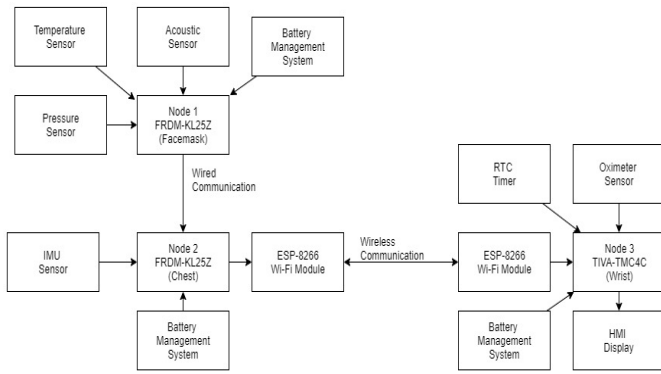 Temperature
Sensor
Acoustic
Sensor
Battery
Management
System
Pressure
Sensor
Node 1
FRDM-KL25Z
(Facemask)
Wired
Communication
RTC
Timer
Oximeter
Sensor
IMU
Sensor
Node 2
FRDM-KL25Z
(Chest)
ESP-8266
Wi-Fi Module
Wireless
Communication
ESP-8266
Wi-Fi Module
Node 3
TIVA-TMC4C
(Wrist)
Battery
Management
System
Battery
Management
System
HMI
Display